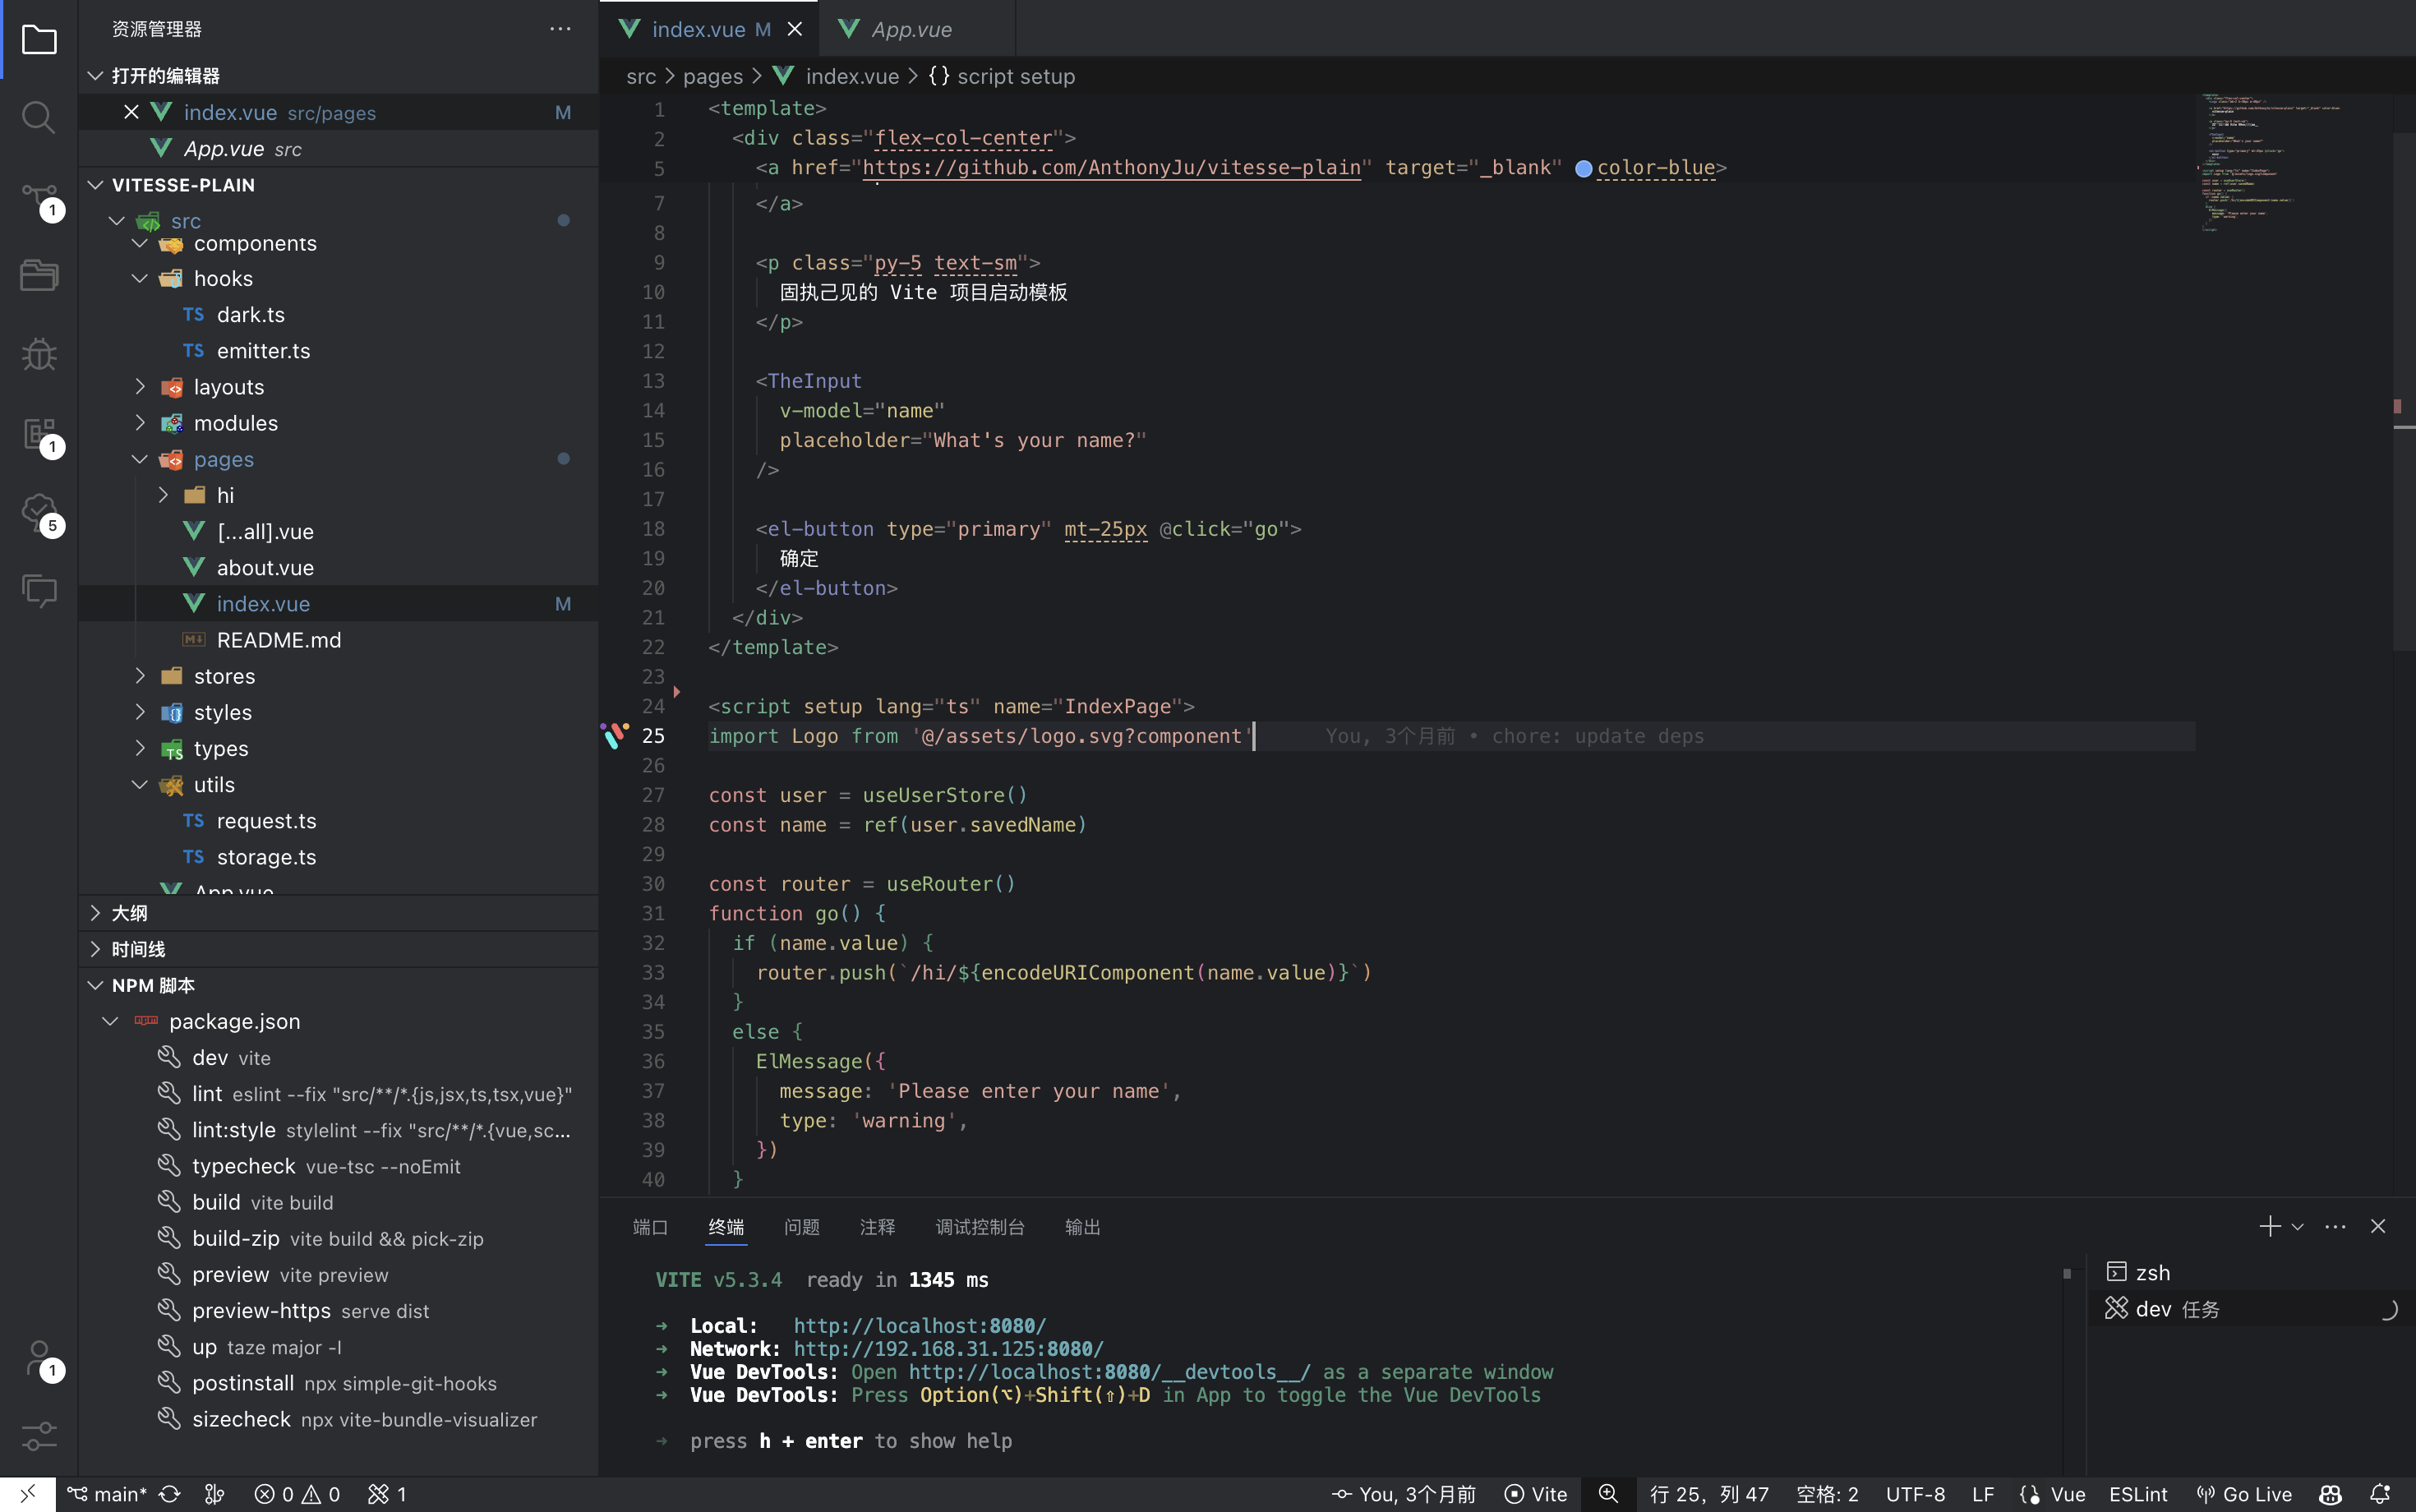 资源管理器
打开的编辑器
index.vue src/pages M
App.vue src
VITESSE-PLAIN
src
components
hooks
TS dark.ts
TS emitter.ts
layouts
modules
pages
hi
[...all].vue
about.vue
index.vue M
README.md
stores
styles
types
utils
TS request.ts
TS storage.ts
App.vue
大纲
时间线
NPM 脚本
package.json
dev vite
lint eslint --fix "src/**/*.{js,jsx,ts,tsx,vue}"
lint:style stylelint --fix "src/**/*.{vue,sc...
typecheck vue-tsc --noEmit
build vite build
build-zip vite build && pick-zip
preview vite preview
preview-https serve dist
up taze major -I
postinstall npx simple-git-hooks
sizecheck npx vite-bundle-visualizer
1
1
5
1
index.vue M
App.vue
src > pages > index.vue > {} script setup
1 <template>
2 <div class="flex-col-center">
5 <a href="https://github.com/AnthonyJu/vitesse-plain" target="_blank" color-blue>
7 </a>
8
9 <p class="py-5 text-sm">
10 固执己见的 Vite 项目启动模板
11 </p>
12
13 <TheInput
14 v-model="name"
15 placeholder="What's your name?"
16 />
17
18 <el-button type="primary" mt-25px @click="go">
19 确定
20 </el-button>
21 </div>
22 </template>
23
24 <script setup lang="ts" name="IndexPage">
25 import Logo from '@/assets/logo.svg?component' You, 3个月前 • chore: update deps
26
27 const user = useUserStore()
28 const name = ref(user.savedName)
29
30 const router = useRouter()
31 function go() {
32 if (name.value) {
33 router.push(`/hi/${encodeURIComponent(name.value)}`)
34 }
35 else {
36 ElMessage({
37 message: 'Please enter your name',
38 type: 'warning',
39 })
40 }
端口 终端 问题 注释 调试控制台 输出
VITE v5.3.4 ready in 1345 ms
➜ Local: http://localhost:8080/
➜ Network: http://192.168.31.125:8080/
➜ Vue DevTools: Open http://localhost:8080/__devtools__/ as a separate window
➜ Vue DevTools: Press Option(⌥)+Shift(⇧)+D in App to toggle the Vue DevTools
➜ press h + enter to show help
zsh
dev 任务
main* 0 0 1
You, 3个月前 Vite 行 25，列 47 空格: 2 UTF-8 LF Vue ESLint Go Live